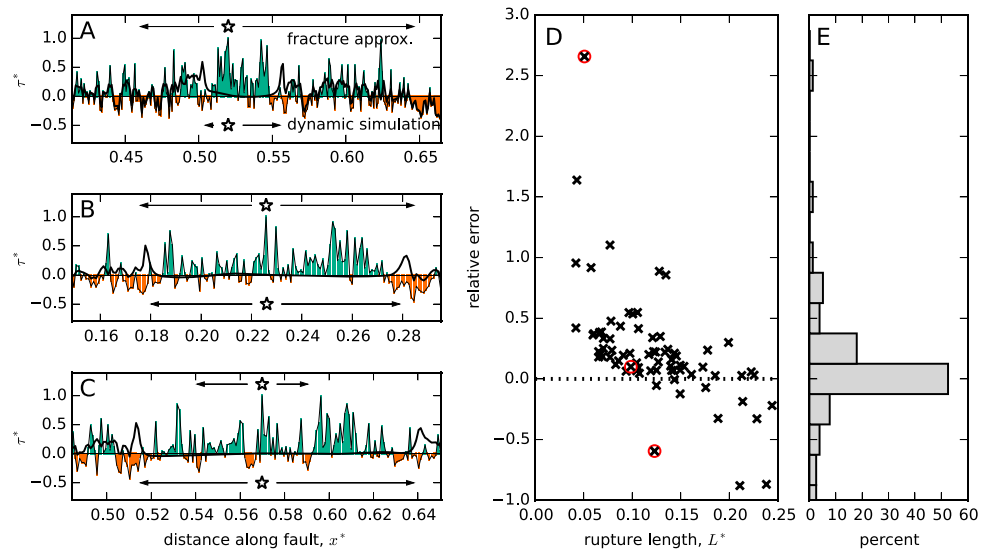 A
fracture approx.
dynamic simulation
τ*
1.0
0.5
0.0
−0.5
0.45 0.50 0.55 0.60 0.65
B
τ*
1.0
0.5
0.0
−0.5
0.16 0.18 0.20 0.22 0.24 0.26 0.28
C
τ*
1.0
0.5
0.0
−0.5
0.50 0.52 0.54 0.56 0.58 0.60 0.62 0.64
distance along fault, x*
D
relative error
3.0
2.5
2.0
1.5
1.0
0.5
0.0
−0.5
−1.0
0.00 0.05 0.10 0.15 0.20 0.25
rupture length, L*
E
0 10 20 30 40 50 60
percent